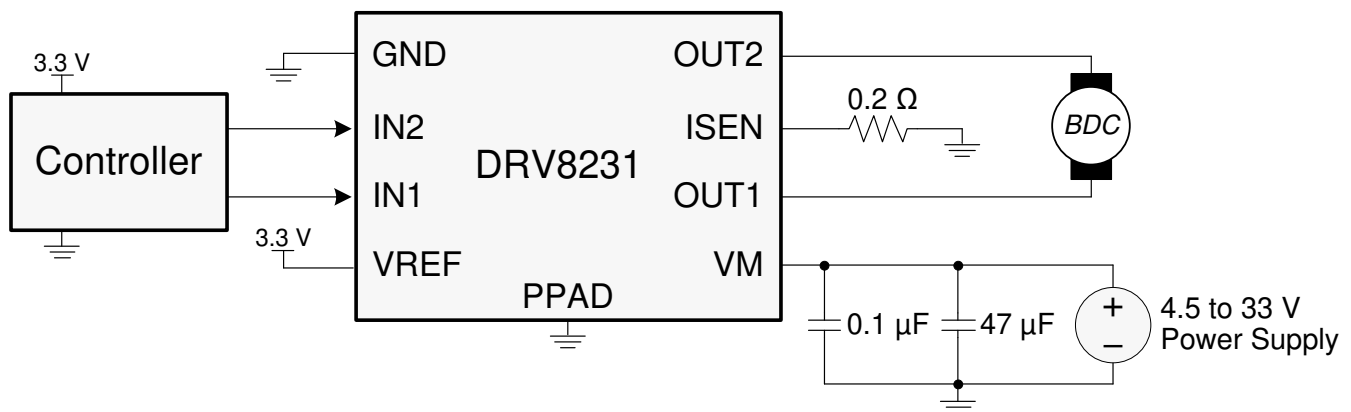 3.3 V
Controller
3.3 V
GND
IN2
IN1
VREF
DRV8231
PPAD
OUT2
ISEN
OUT1
VM
0.2 Ω
BDC
0.1 µF
47 µF
+
–
4.5 to 33 V
Power Supply